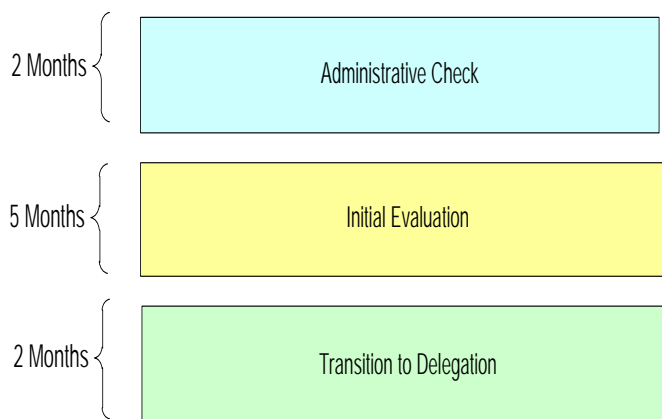 2 Months
Administrative Check
5 Months
Initial Evaluation
2 Months
Transition to Delegation